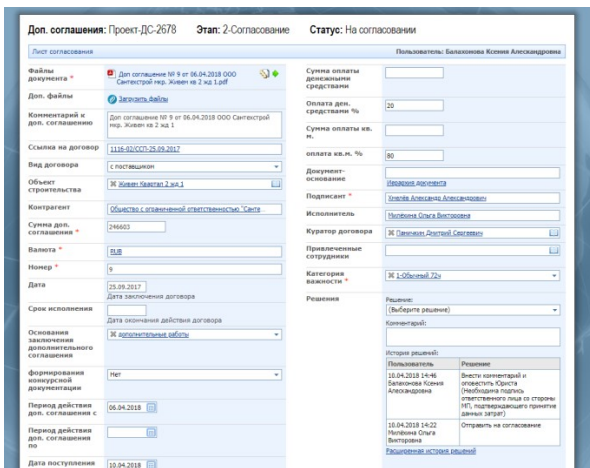 Доп. соглашения: Проект-ДС-2678 Этап: 2-Согласование Статус: На согласовании
Лист согласования
Пользователь: Балахонова Ксения Александровна
Файлы документа *
Доп соглашение № 9 от 06.04.2018 ООО
Сантехстрой мкр. Живем кв 2 жд 1.pdf
Доп. файлы
Загрузить файлы
Комментарий к
доп. соглашению
Доп соглашение № 9 от 06.04.2018 ООО Сантехстрой
мкр. Живем кв 2 жд 1
Ссылка на договор
1116-02/ССП-25.09.2017
Вид договора
с поставщиком
Объект
строительства
Живем Квартал 2 жд 1
Контрагент
Общество с ограниченной ответственностью "Санте
Сумма доп.
соглашения *
246603
Валюта *
RUB
Номер *
9
Дата
25.09.2017
Дата заключения договора
Срок исполнения
Дата окончания действия договора
Основания
заключения
дополнительного
соглашения
дополнительные работы
формирования
конкурсной
документации
Нет
Период действия
доп. соглашения с
06.04.2018
Период действия
доп. соглашения
по
Дата поступления
10.04.2018
Сумма оплаты
денежными
средствами
Оплата ден.
средствами %
20
Сумма оплаты кв.
м.
оплата кв.м. %
80
Документ-
основание
Иерархия документа
Подписант *
Хмелёв Александр Александрович
Исполнитель
Милёхина Ольга Викторовна
Куратор договора
Паничкин Дмитрий Сергеевич
Привлеченные
сотрудники
Категория
важности *
1-Обычный 72ч
Решения
Решение:
(Выберите решение)
Комментарий:
История решений:
Пользователь Решение
10.04.2018 14:46
Балахонова Ксения
Александровна
Внести комментарий и
оповестить Юриста
(Необходима подпись
ответственного лица со стороны
МП, подтверждающего принятие
данных затрат)
10.04.2018 14:22
Милёхина Ольга
Викторовна
Отправить на согласование
Расширенная история решений